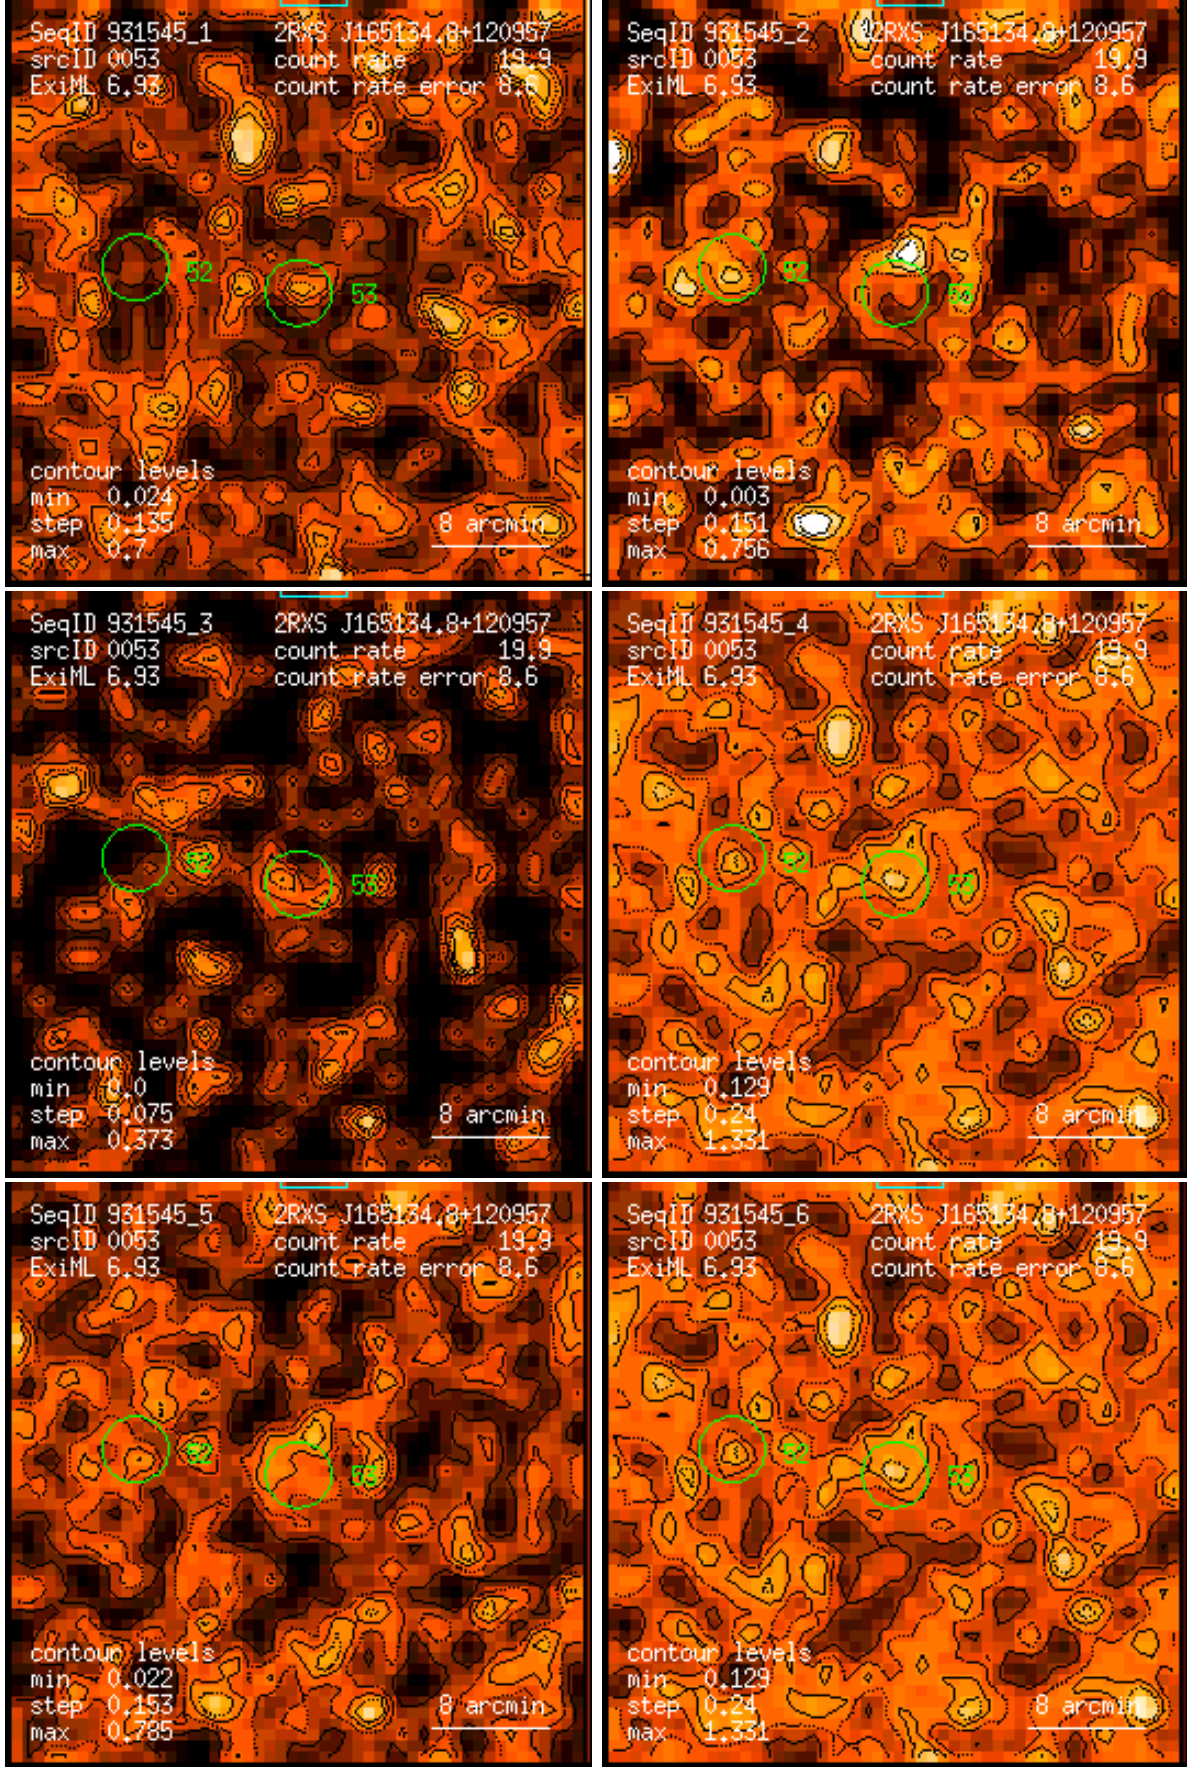 SeqID 931545_1 2RXS J165134.8+120957
srcID 0053 count rate 19.9
ExiML 6.93 count rate error 8.6
52
53
contour levels
min 0.024
step 0.135
max 0.7
8 arcmin
SeqID 931545_2 2RXS J165134.8+120957
srcID 0053 count rate 19.9
ExiML 6.93 count rate error 8.6
52
53
contour levels
min 0.003
step 0.151
max 0.756
8 arcmin
SeqID 931545_3 2RXS J165134.8+120957
srcID 0053 count rate 19.9
ExiML 6.93 count rate error 8.6
52
53
contour levels
min 0.0
step 0.075
max 0.373
8 arcmin
SeqID 931545_4 2RXS J165134.8+120957
srcID 0053 count rate 19.9
ExiML 6.93 count rate error 8.6
52
53
contour levels
min 0.129
step 0.24
max 1.331
8 arcmin
SeqID 931545_5 2RXS J165134.8+120957
srcID 0053 count rate 19.9
ExiML 6.93 count rate error 8.6
52
53
contour levels
min 0.022
step 0.153
max 0.785
8 arcmin
SeqID 931545_6 2RXS J165134.8+120957
srcID 0053 count rate 19.9
ExiML 6.93 count rate error 8.6
52
53
contour levels
min 0.129
step 0.24
max 1.331
8 arcmin